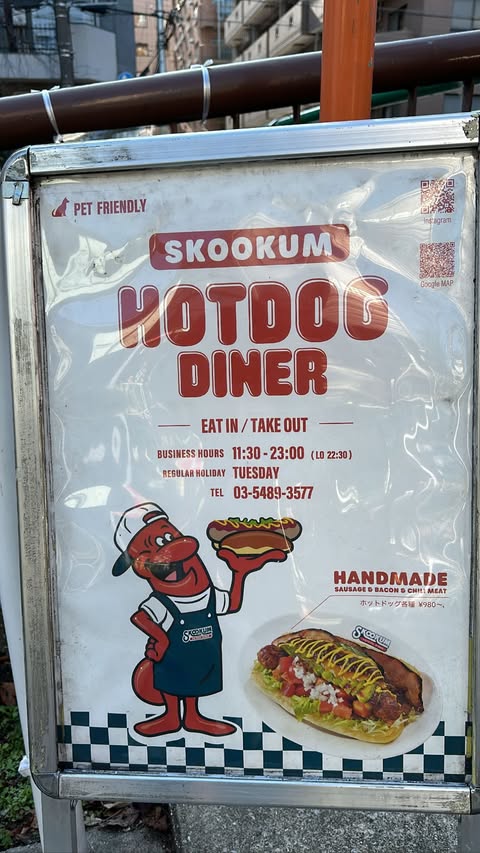 PET FRIENDLY
Instagram
Google MAP
SKOOKUM
HOTDOG
DINER
EAT IN / TAKE OUT
BUSINESS HOURS 11:30 - 23:00 ( LO 22:30 )
REGULAR HOLIDAY TUESDAY
TEL 03-5489-3577
SKOOKUM
HANDMADE
SAUSAGE & BACON & CHILI MEAT
ホットドッグ各種 ¥980〜
SKOOKUM